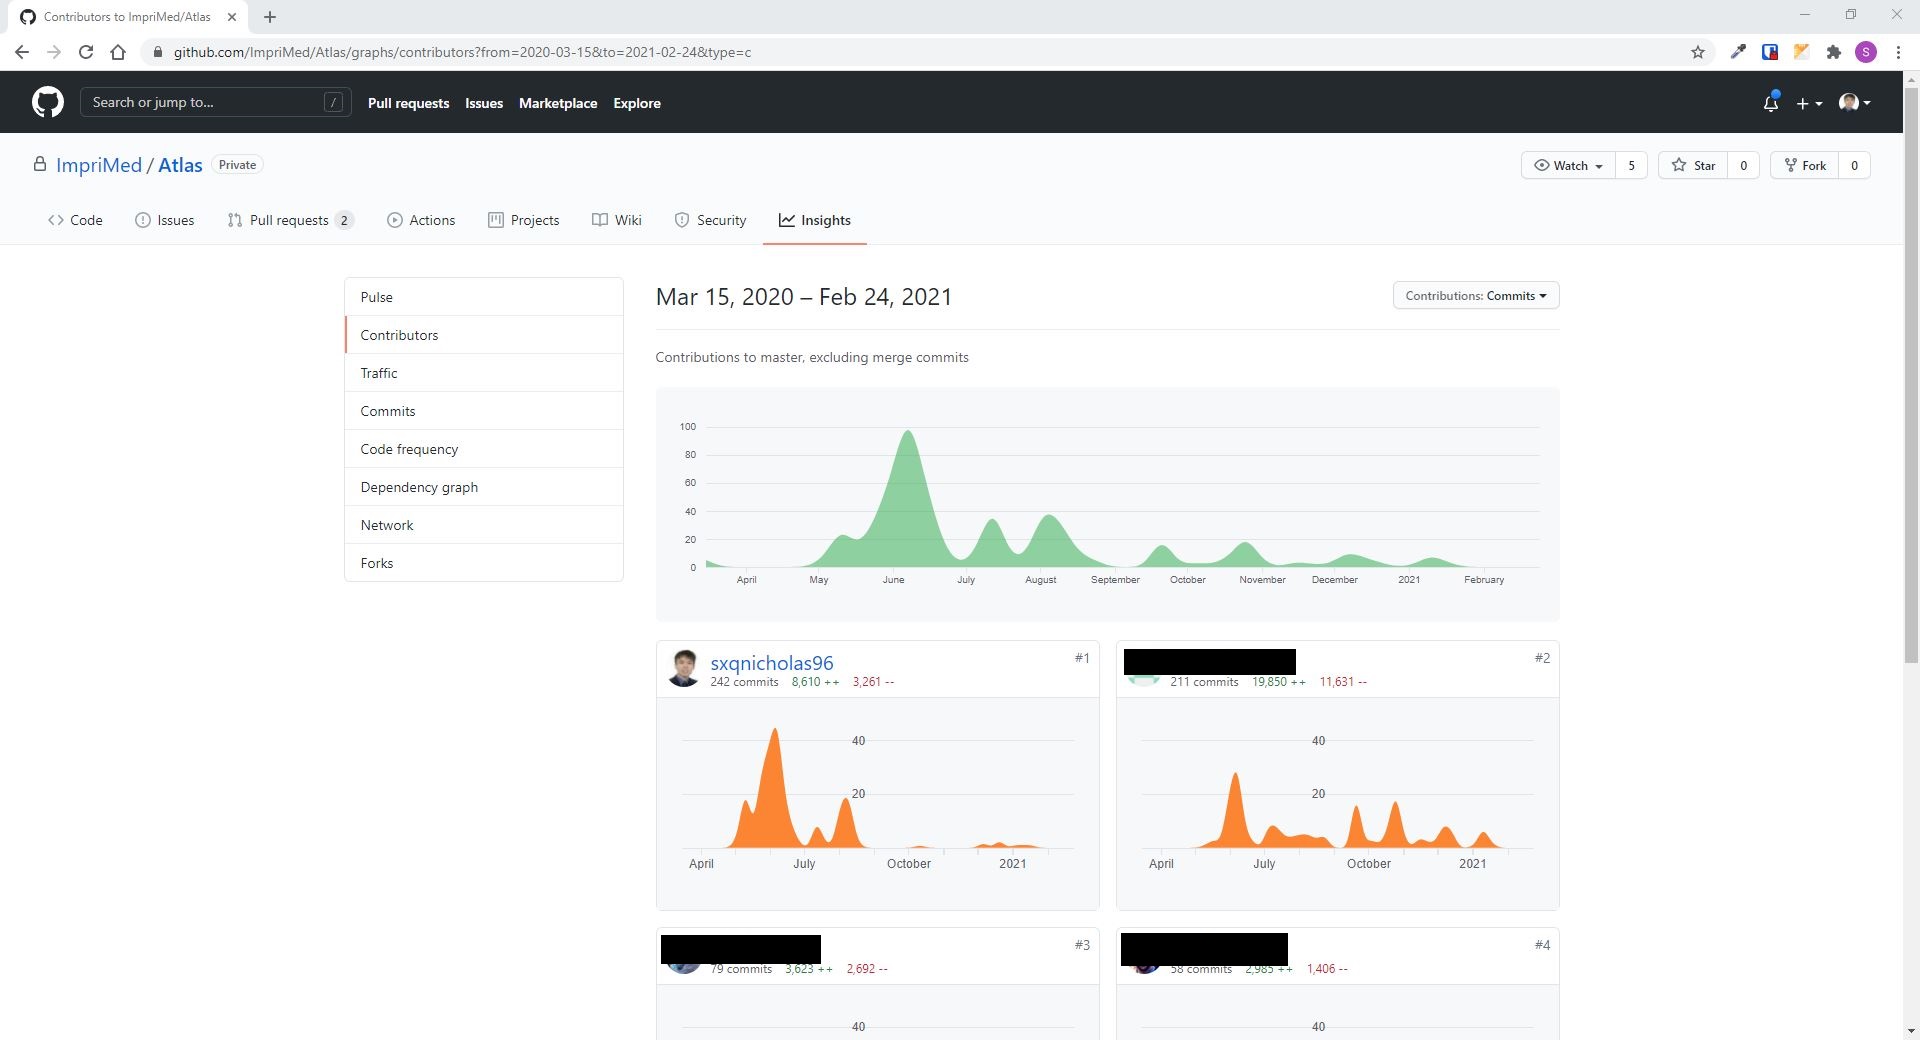 Contributors to ImpriMed/Atlas
github.com/ImpriMed/Atlas/graphs/contributors?from=2020-03-15&to=2021-02-24&type=c
S
Search or jump to... /
Pull requests Issues Marketplace Explore
ImpriMed / Atlas Private
Watch 5 Star 0 Fork 0
Code Issues Pull requests 2 Actions Projects Wiki Security Insights
Pulse
Contributors
Traffic
Commits
Code frequency
Dependency graph
Network
Forks
Mar 15, 2020 – Feb 24, 2021
Contributions: Commits
Contributions to master, excluding merge commits
100
80
60
40
20
0
April May June July August September October November December 2021 February
sxqnicholas96 #1
242 commits 8,610 ++ 3,261 --
40
20
April July October 2021
#2
211 commits 19,850 ++ 11,631 --
40
20
April July October 2021
#3
79 commits 3,623 ++ 2,692 --
40
#4
58 commits 2,985 ++ 1,406 --
40